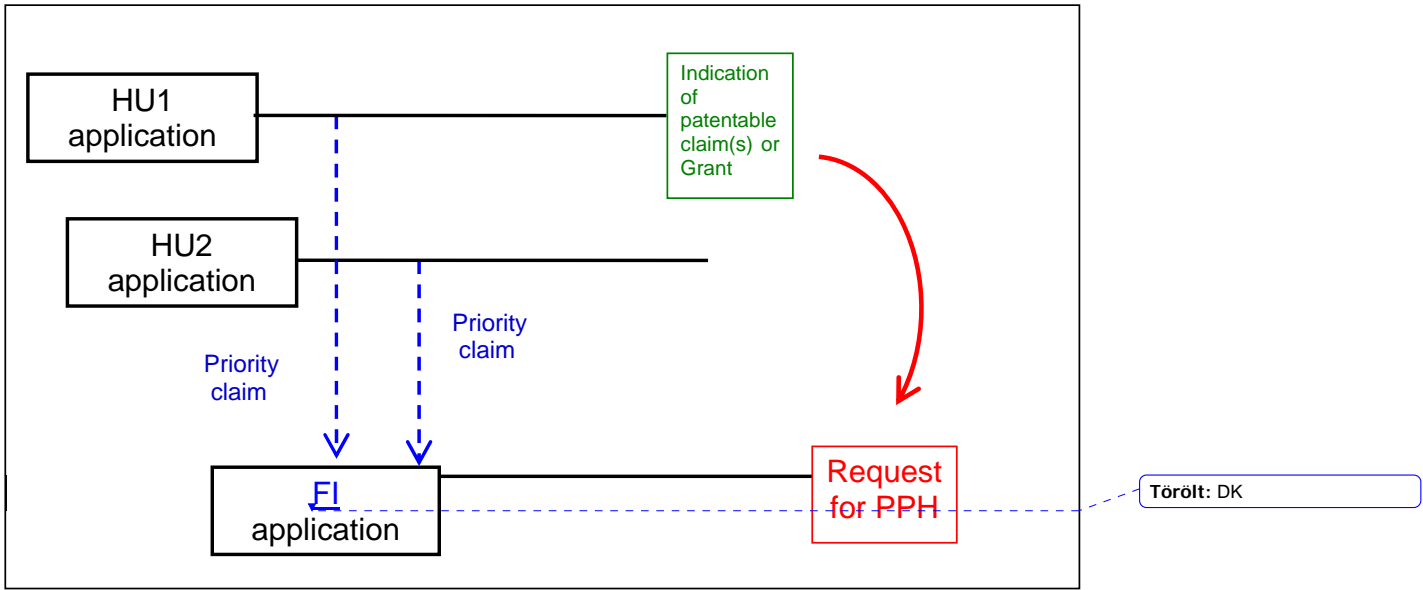 HU1
application
Indication
of
patentable
claim(s) or
Grant
HU2
application
Priority
claim
Priority
claim
FI
application
Request
for PPH
Törölt: DK